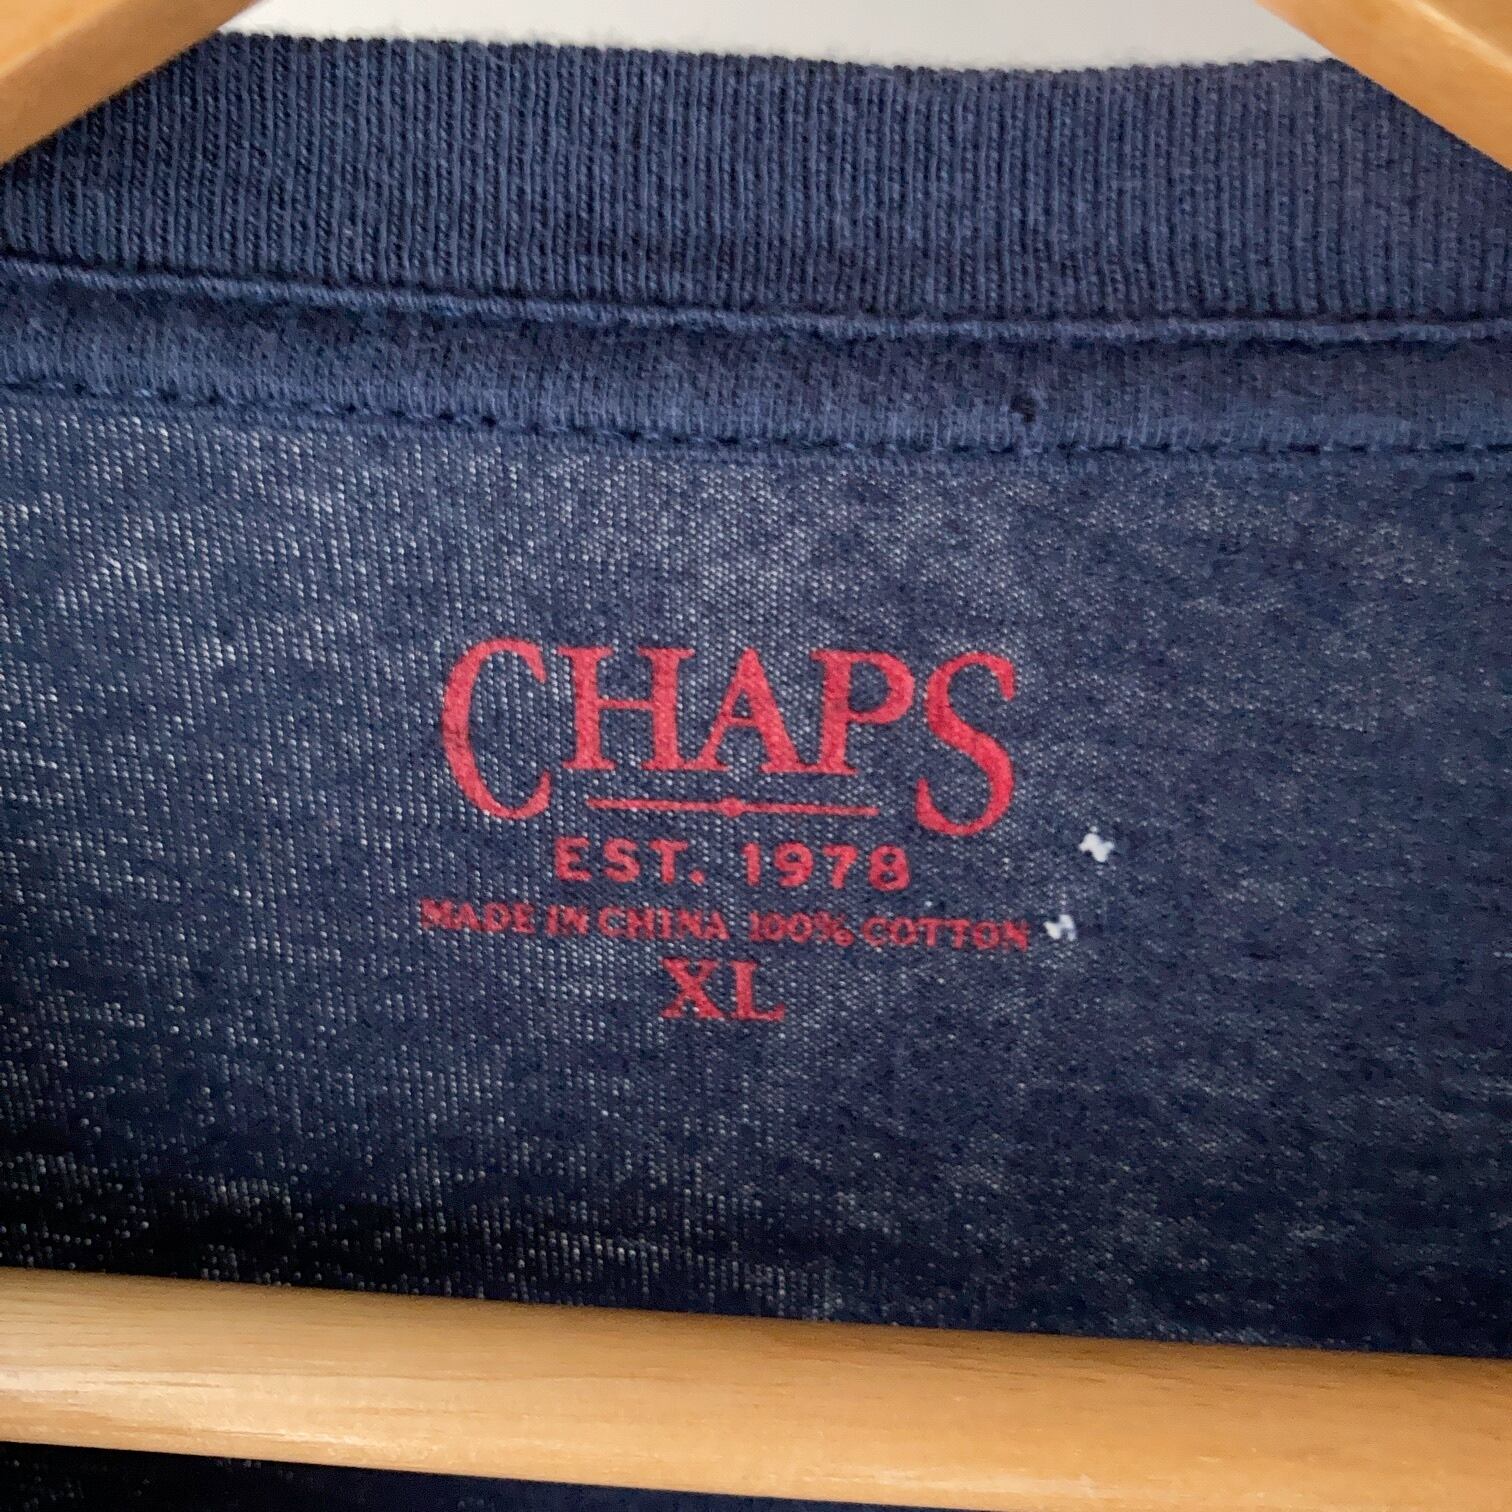 CHAPS
EST. 1978
MADE IN CHINA 100% COTTON
XL